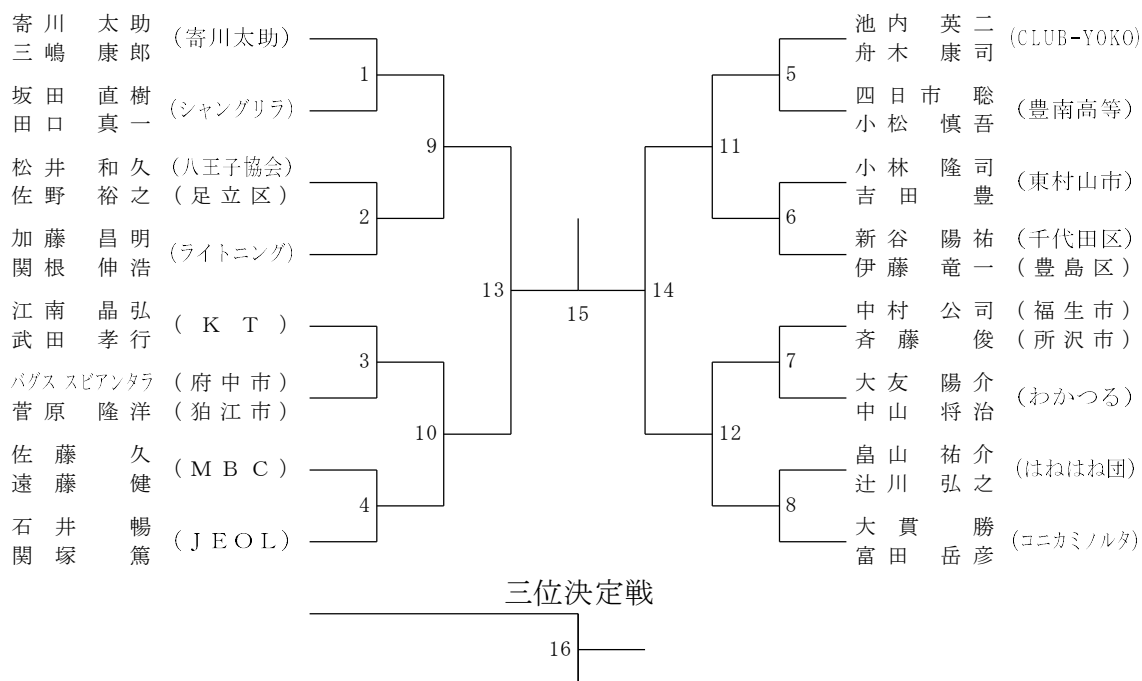 寄川 太助 (寄川太助)
三嶋 康郎
1
坂田 直樹 (シャングリラ)
田口 真一
9
松井 和久 (八王子協会)
佐野 裕之 (足立区)
2
加藤 昌明 (ライトニング)
関根 伸浩
13
江南 晶弘 (KT)
武田 孝行
3
バグス スビアンタラ (府中市)
菅原 隆洋 (狛江市)
10
佐藤 久 (MBC)
遠藤 健
4
石井 暢 (JEOL)
関塚 篤
15
池内 英二 (CLUB-YOKO)
舟木 康司
5
四日市 聡 (豊南高等)
小松 慎吾
11
小林 隆司 (東村山市)
吉田 豊
6
新谷 陽祐 (千代田区)
伊藤 竜一 (豊島区)
14
中村 公司 (福生市)
斉藤 俊 (所沢市)
7
大友 陽介 (わかつる)
中山 将治
12
畠山 祐介 (はねはね団)
辻川 弘之
8
大貫 勝 (コニカミノルタ)
富田 岳彦
三位決定戦
16